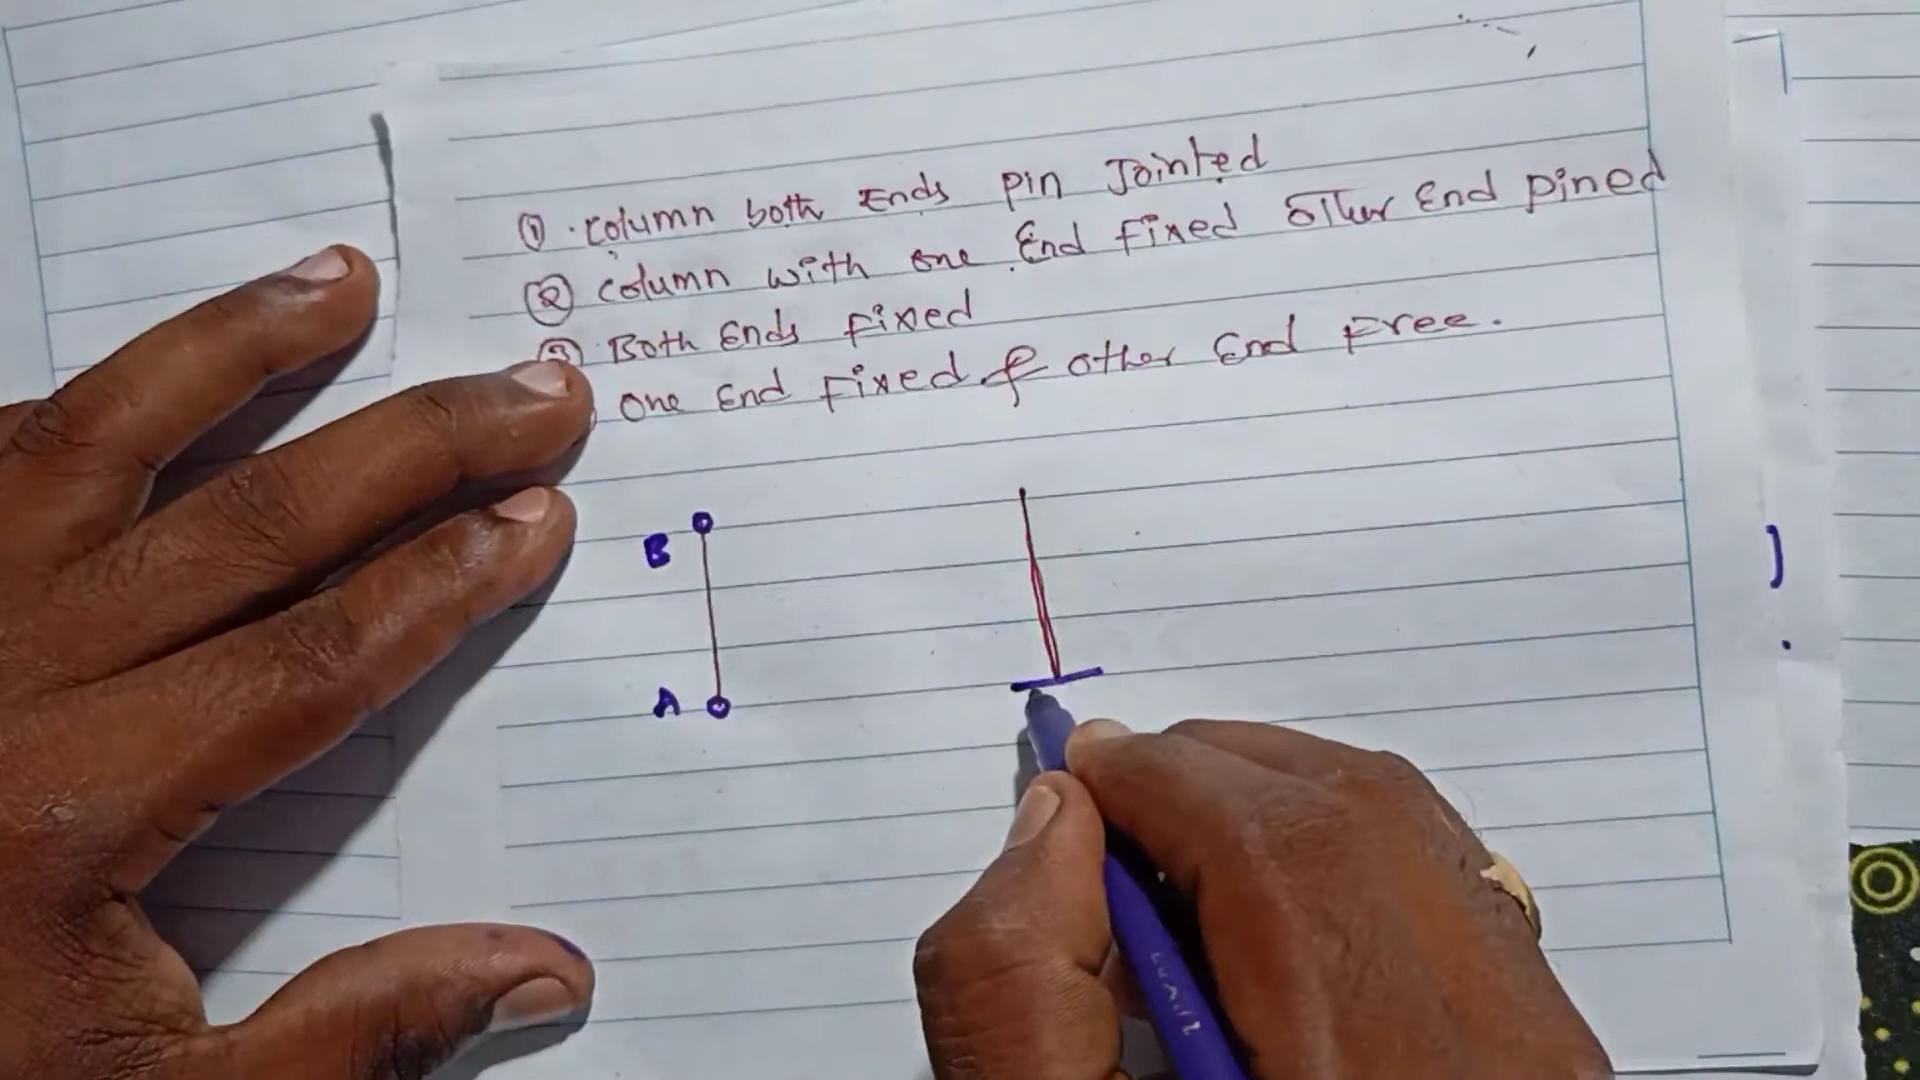 ① column both Ends pin Jointed
② column with one End fixed other End pined
③ Both Ends fixed
one End Fixed & other End Free.
B
A